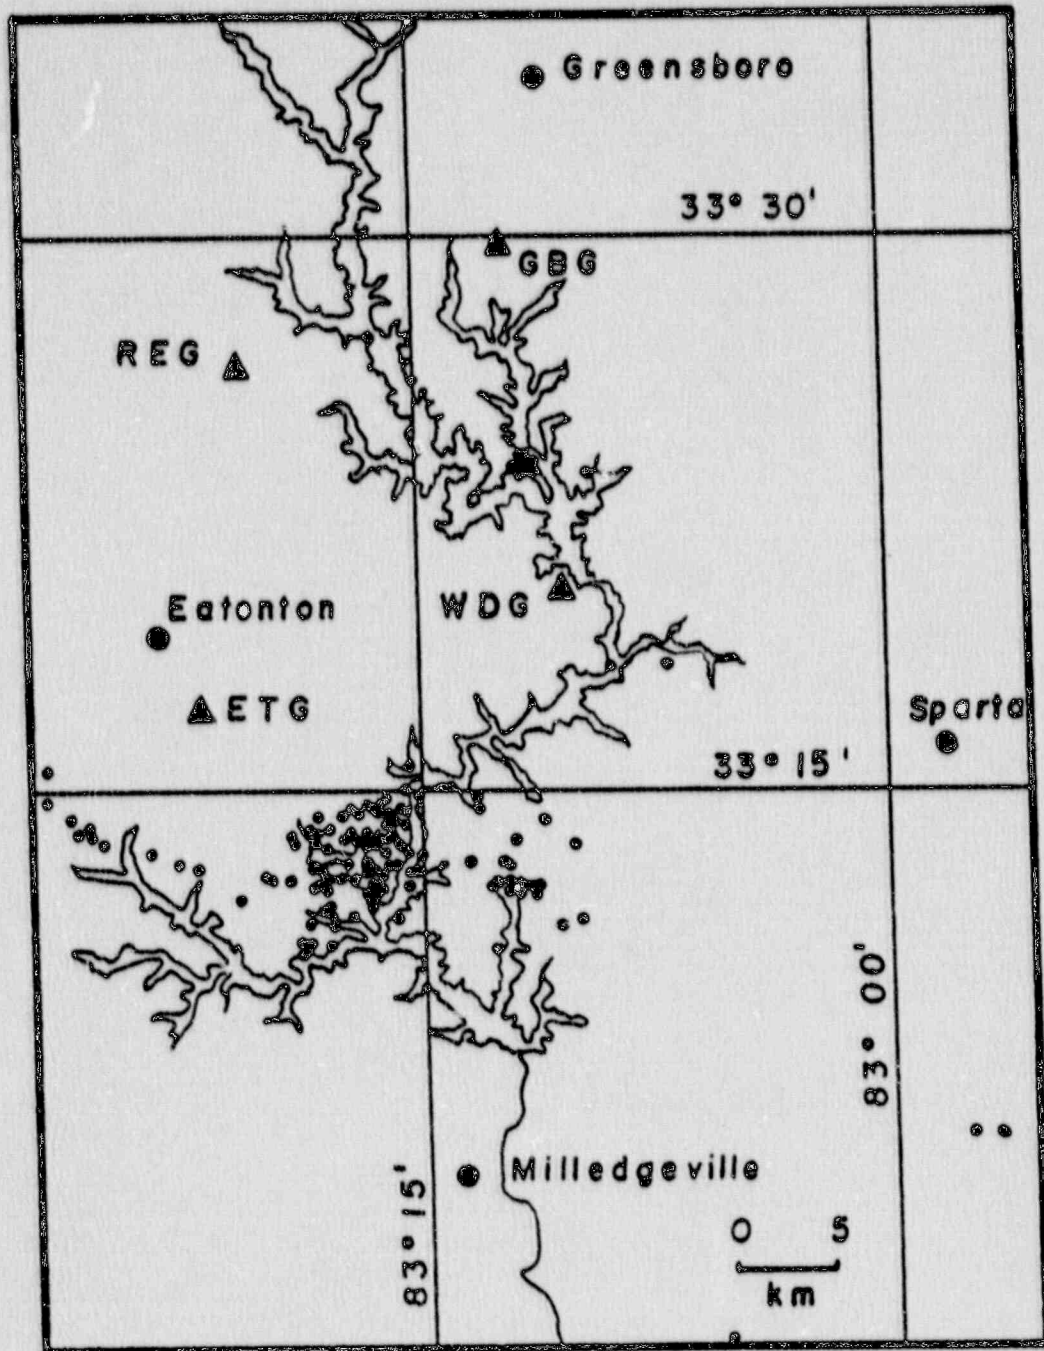 Greensboro
33° 30'
GBG
REG
Eatonton
WDG
ETG
Sparta
33° 15'
83° 00'
Milledgeville
83° 15'
0 5
km